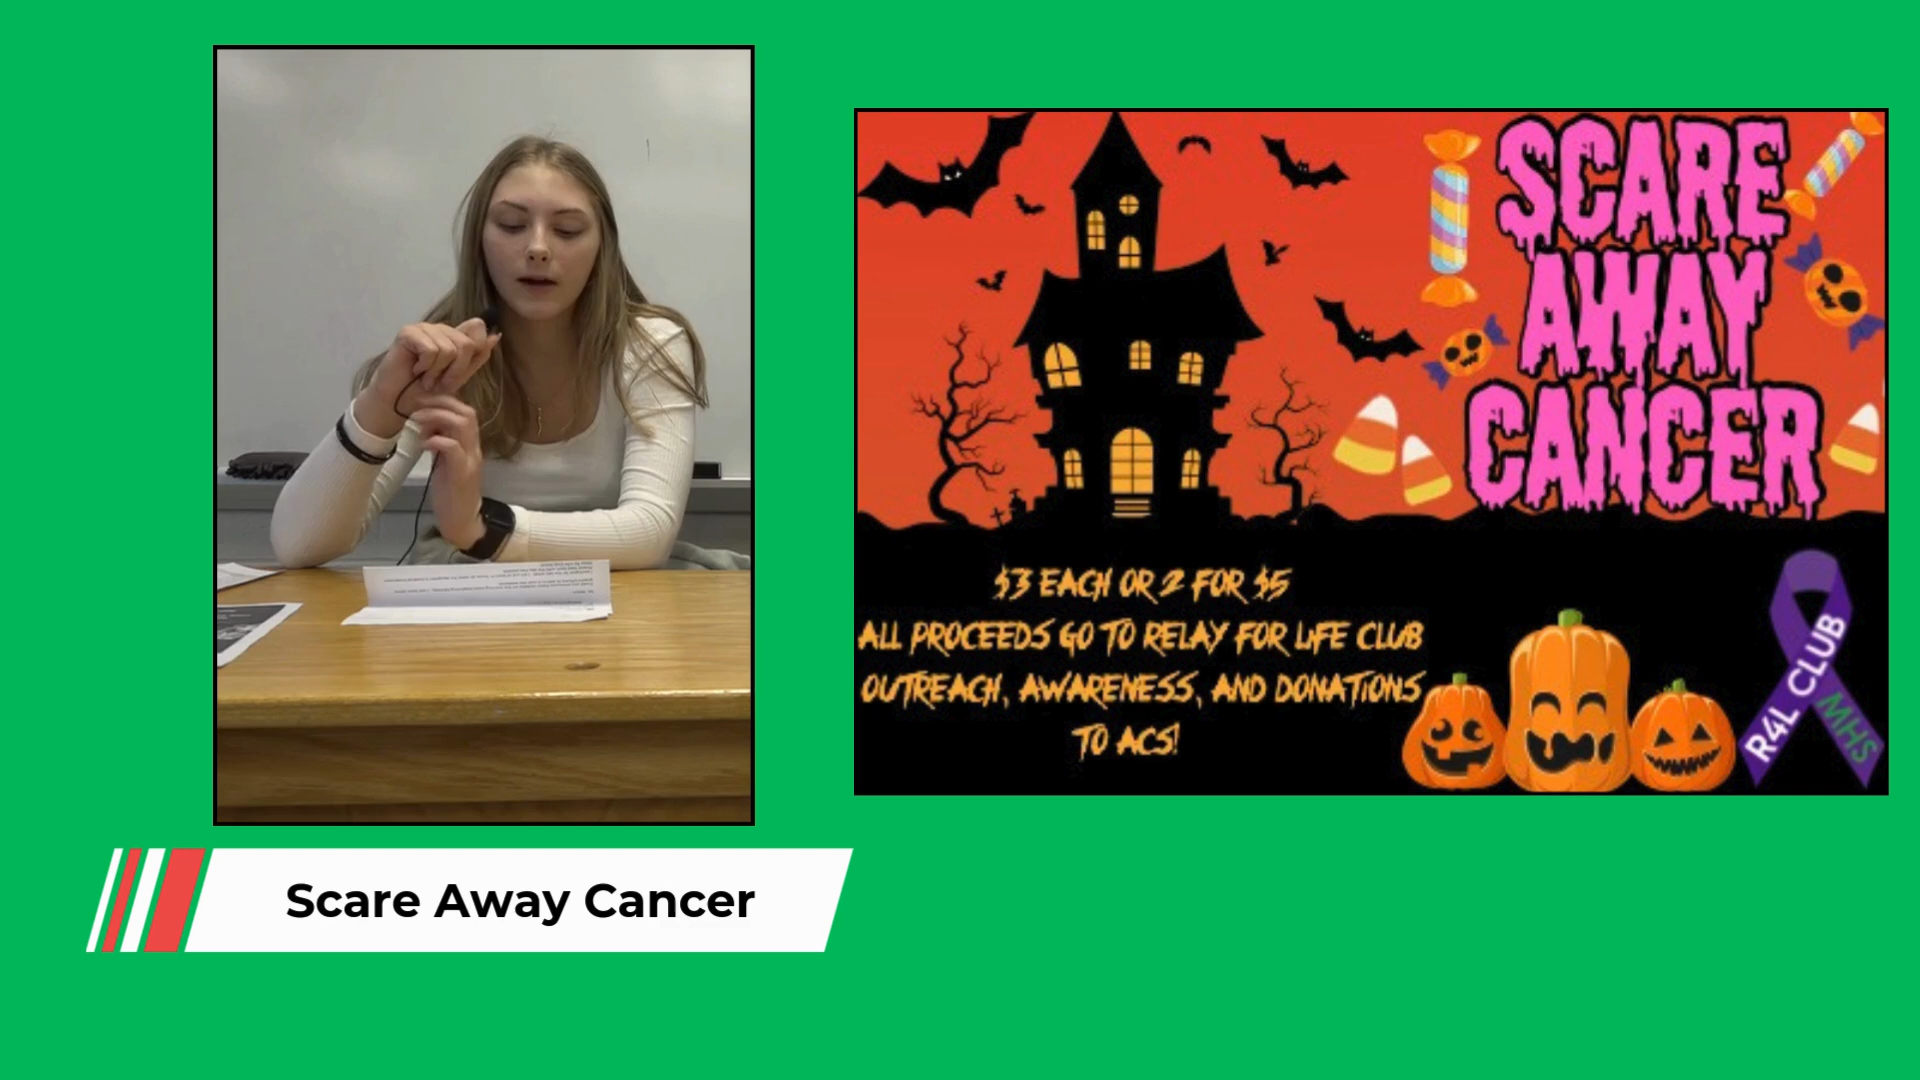 SCARE
AWAY
CANCER
$3 EACH OR 2 FOR $5
ALL PROCEEDS GO TO RELAY FOR LIFE CLUB
OUTREACH, AWARENESS, AND DONATIONS
TO ACS!
R4L CLUB
MHS
Scare Away Cancer